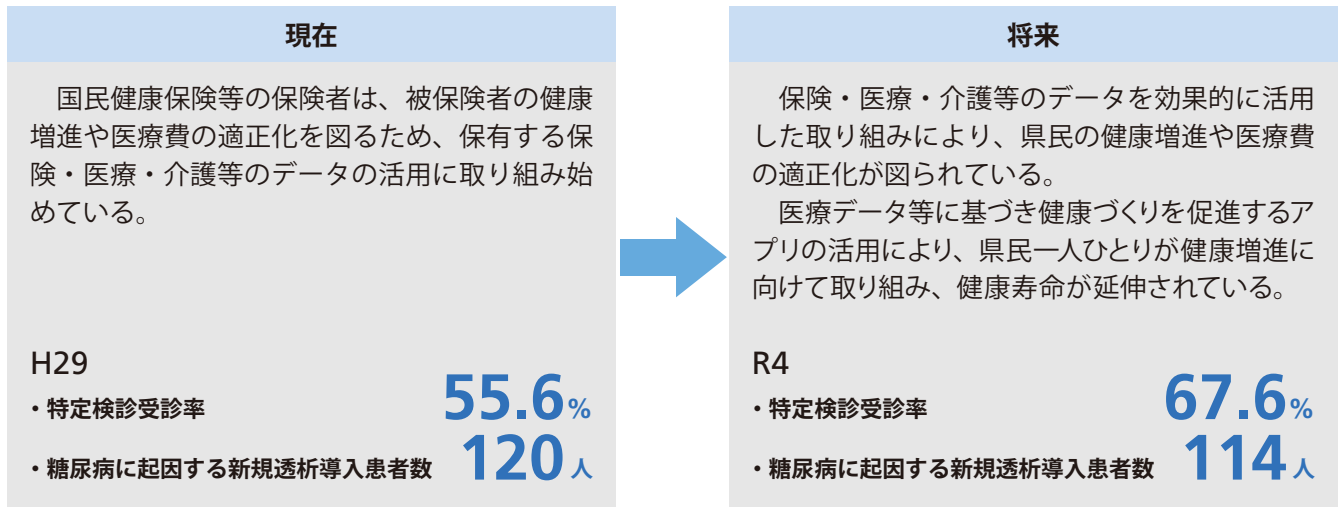 現在
国民健康保険等の保険者は、被保険者の健康
増進や医療費の適正化を図るため、保有する保
険・医療・介護等のデータの活用に取り組み始
めている。
H29
・特定検診受診率 55.6%
・糖尿病に起因する新規透析導入患者数 120人
将来
保険・医療・介護等のデータを効果的に活用
した取り組みにより、県民の健康増進や医療費
の適正化が図られている。
医療データ等に基づき健康づくりを促進するア
プリの活用により、県民一人ひとりが健康増進に
向けて取り組み、健康寿命が延伸されている。
R4
・特定検診受診率 67.6%
・糖尿病に起因する新規透析導入患者数 114人